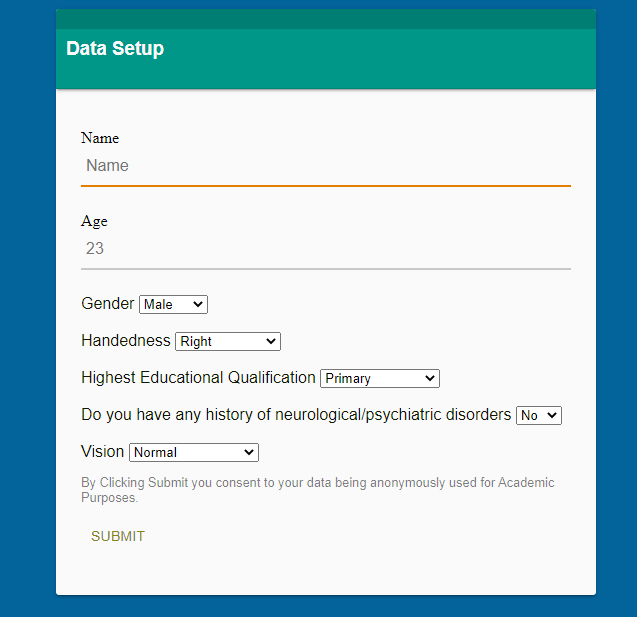 Data Setup
Name
Name
Age
23
Gender Male
Handedness Right
Highest Educational Qualification Primary
Do you have any history of neurological/psychiatric disorders No
Vision Normal
By Clicking Submit you consent to your data being anonymously used for Academic
Purposes.
SUBMIT